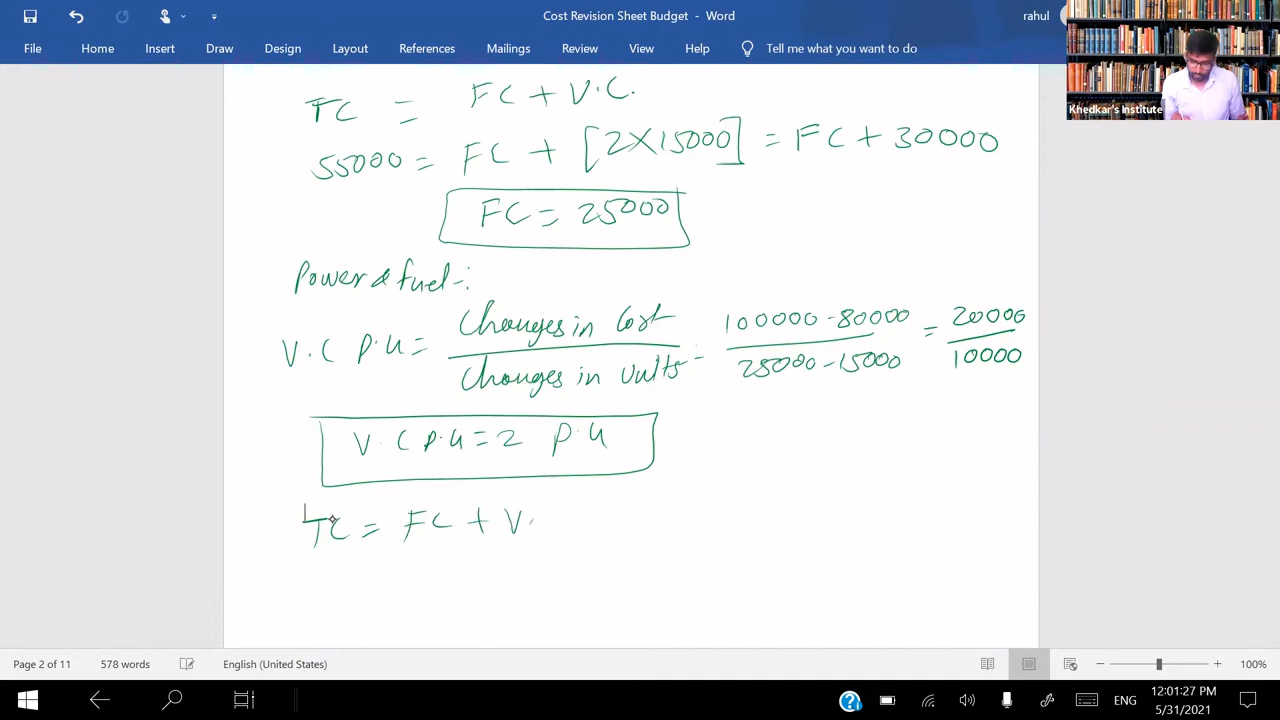 Cost Revision Sheet Budget - Word
rahul
File Home Insert Draw Design Layout References Mailings Review View Help Tell me what you want to do
Khedkar's Institute
TC = FC + V.C.
55000 = FC + [2×15000] = FC + 30000
FC = 25000
Power & fuel:-
V.C P.U = Changes in Cost / Changes in Units = 100000 - 80000 / 25000 - 15000 = 20000 / 10000
V.C P.U = 2 P.U
TC = FC + V.
Page 2 of 11 578 words English (United States) 100%
ENG
12:01:27 PM
5/31/2021